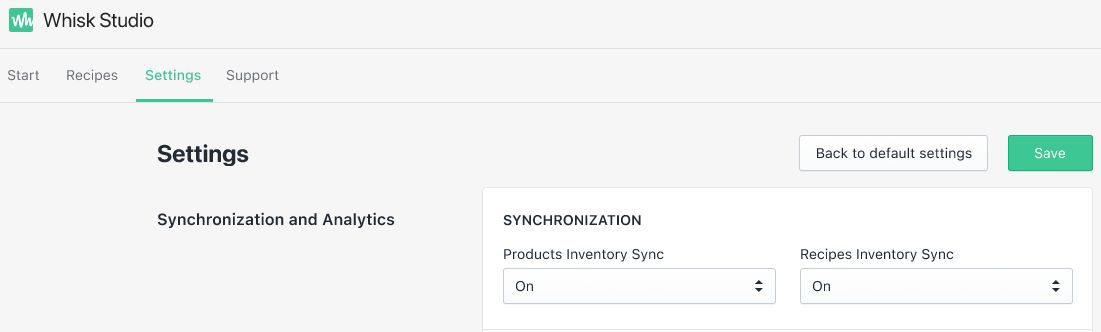 Whisk Studio
Start Recipes Settings Support
Settings Back to default settings Save
Synchronization and Analytics SYNCHRONIZATION
Products Inventory Sync Recipes Inventory Sync
On On